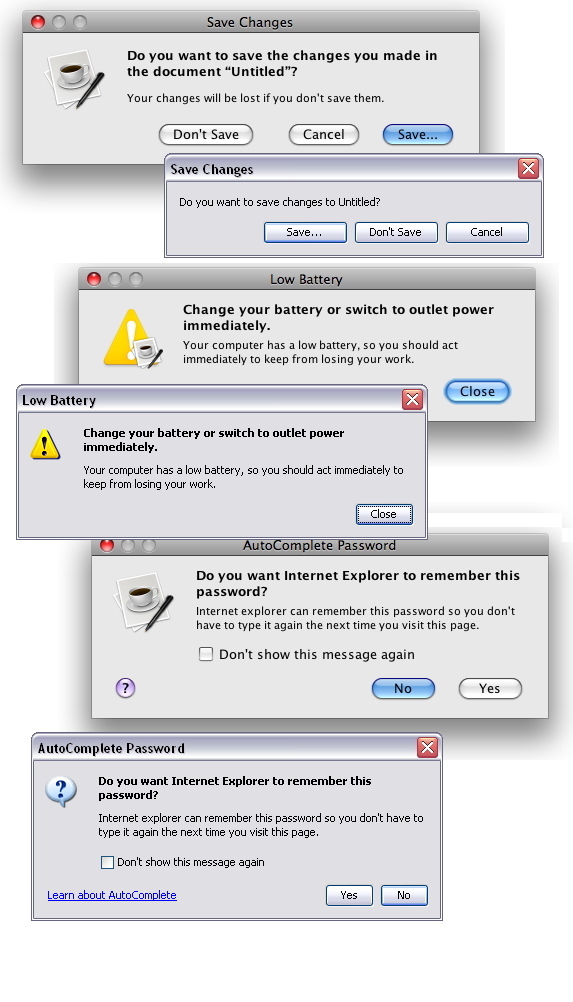 Save Changes
Do you want to save the changes you made in
the document “Untitled”?
Your changes will be lost if you don't save them.
Don't Save
Cancel
Save...
Save Changes
Do you want to save changes to Untitled?
Save...
Don't Save
Cancel
Low Battery
Change your battery or switch to outlet power
immediately.
Your computer has a low battery, so you should act
immediately to keep from losing your work.
Close
Low Battery
Change your battery or switch to outlet power
immediately.
Your computer has a low battery, so you should act immediately to
keep from losing your work.
Close
AutoComplete Password
Do you want Internet Explorer to remember this
password?
Internet explorer can remember this password so you don't
have to type it again the next time you visit this page.
Don't show this message again
?
No
Yes
AutoComplete Password
Do you want Internet Explorer to remember this
password?
Internet explorer can remember this password so you don't have to
type it again the next time you visit this page.
Don't show this message again
Learn about AutoComplete
Yes
No